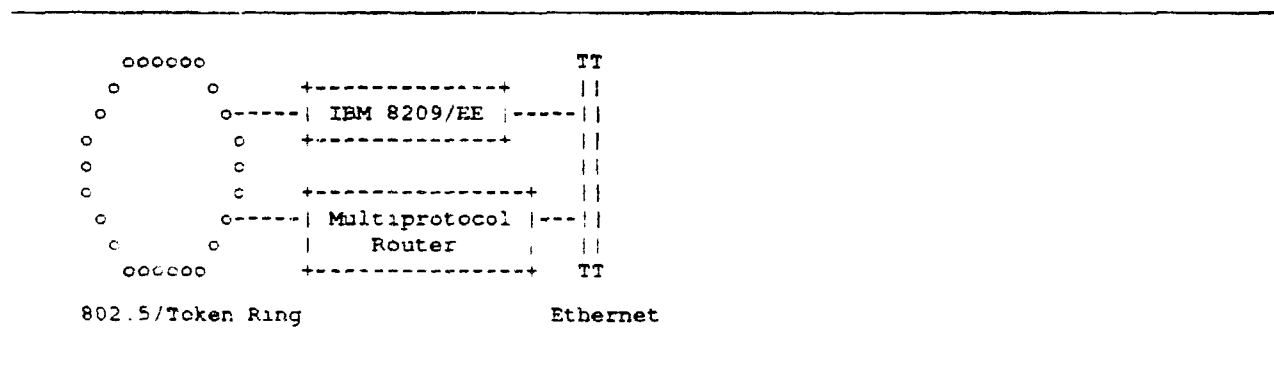 TT
IBM 8209/EE
Multiprotocol
Router
TT
802.5/Token Ring Ethernet